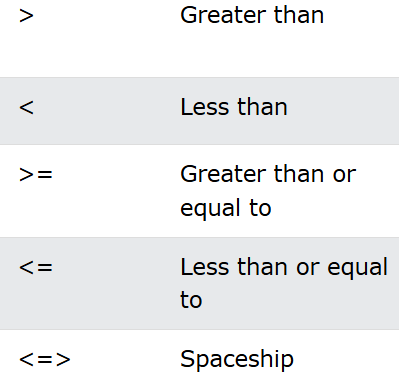 > Greater than
< Less than
>= Greater than or
equal to
<= Less than or equal
to
<=> Spaceship